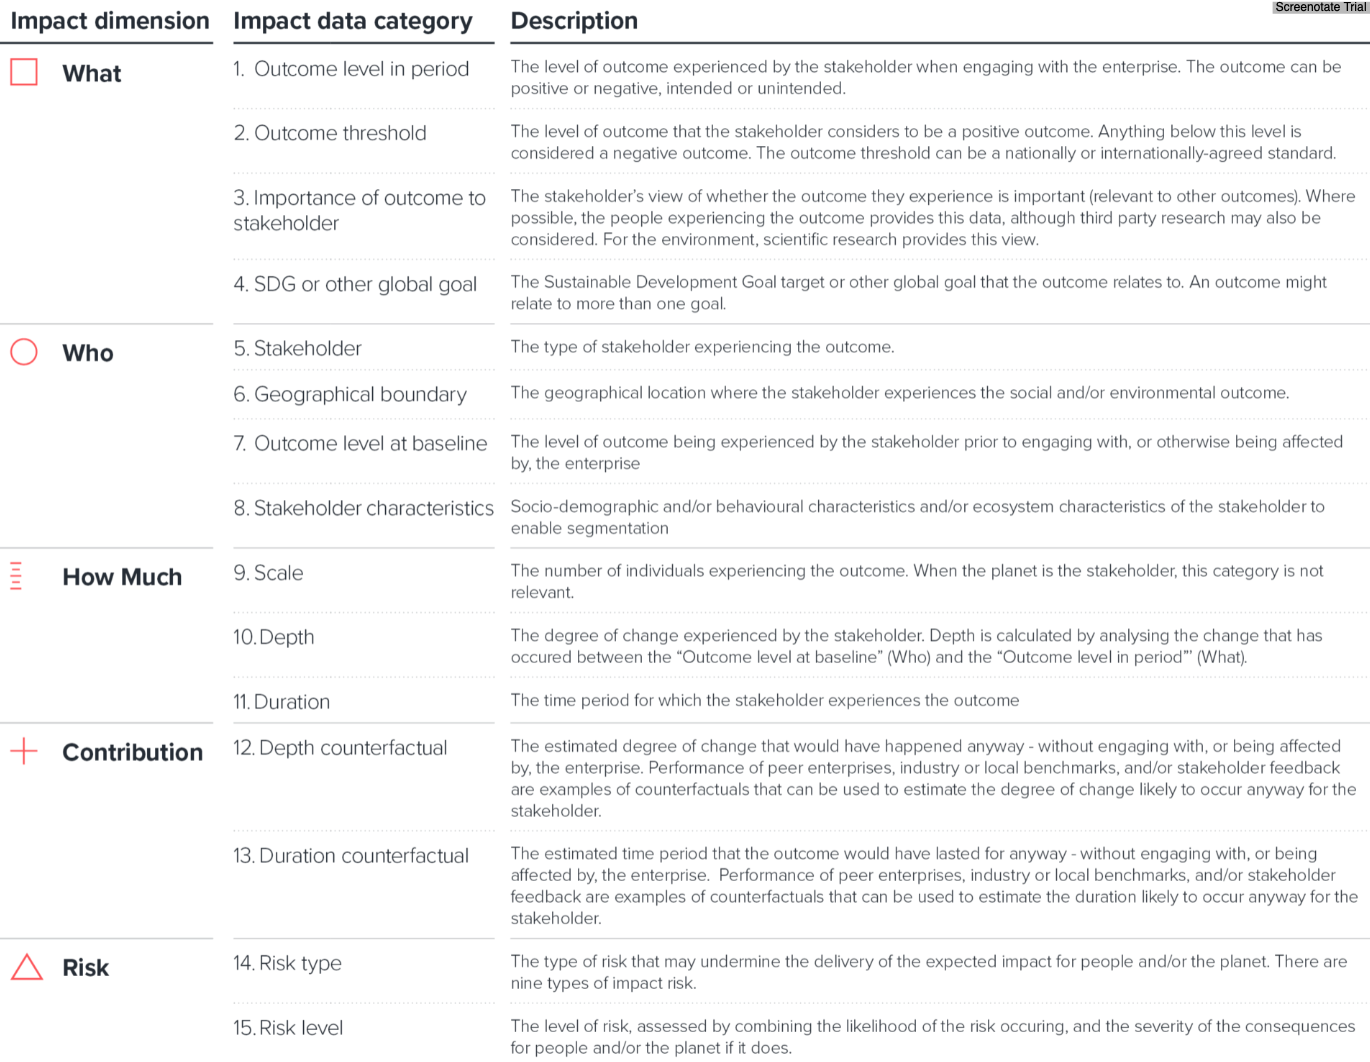 Screenotate Trial
Impact dimension Impact data category Description
What
1. Outcome level in period
The level of outcome experienced by the stakeholder when engaging with the enterprise. The outcome can be
positive or negative, intended or unintended.
2. Outcome threshold
The level of outcome that the stakeholder considers to be a positive outcome. Anything below this level is
considered a negative outcome. The outcome threshold can be a nationally or internationally-agreed standard.
3. Importance of outcome to
stakeholder
The stakeholder's view of whether the outcome they experience is important (relevant to other outcomes). Where
possible, the people experiencing the outcome provides this data, although third party research may also be
considered. For the environment, scientific research provides this view.
4. SDG or other global goal
The Sustainable Development Goal target or other global goal that the outcome relates to. An outcome might
relate to more than one goal.
Who
5. Stakeholder
The type of stakeholder experiencing the outcome.
6. Geographical boundary
The geographical location where the stakeholder experiences the social and/or environmental outcome.
7. Outcome level at baseline
The level of outcome being experienced by the stakeholder prior to engaging with, or otherwise being affected
by, the enterprise
8. Stakeholder characteristics
Socio-demographic and/or behavioural characteristics and/or ecosystem characteristics of the stakeholder to
enable segmentation
How Much
9. Scale
The number of individuals experiencing the outcome. When the planet is the stakeholder, this category is not
relevant.
10. Depth
The degree of change experienced by the stakeholder. Depth is calculated by analysing the change that has
occured between the “Outcome level at baseline” (Who) and the “Outcome level in period”' (What).
11. Duration
The time period for which the stakeholder experiences the outcome
Contribution
12. Depth counterfactual
The estimated degree of change that would have happened anyway - without engaging with, or being affected
by, the enterprise. Performance of peer enterprises, industry or local benchmarks, and/or stakeholder feedback
are examples of counterfactuals that can be used to estimate the degree of change likely to occur anyway for the
stakeholder.
13. Duration counterfactual
The estimated time period that the outcome would have lasted for anyway - without engaging with, or being
affected by, the enterprise. Performance of peer enterprises, industry or local benchmarks, and/or stakeholder
feedback are examples of counterfactuals that can be used to estimate the duration likely to occur anyway for the
stakeholder.
Risk
14. Risk type
The type of risk that may undermine the delivery of the expected impact for people and/or the planet. There are
nine types of impact risk.
15. Risk level
The level of risk, assessed by combining the likelihood of the risk occuring, and the severity of the consequences
for people and/or the planet if it does.